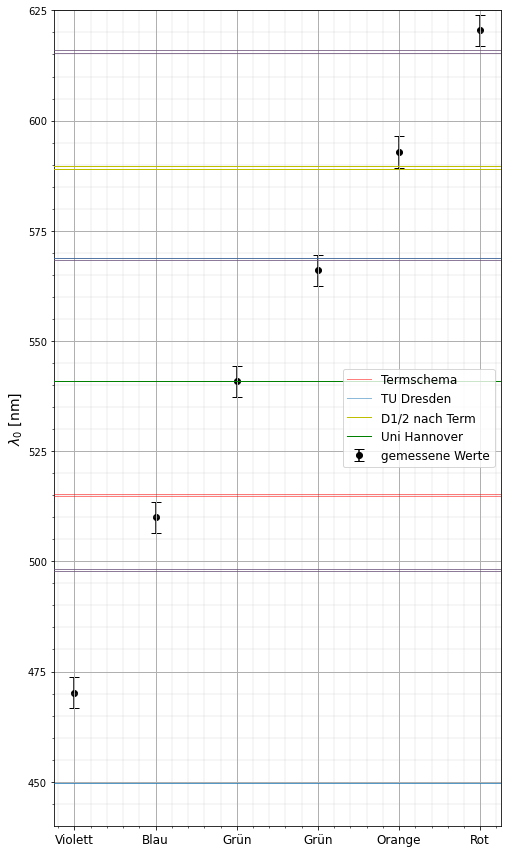 625
600
575
550
525
500
475
450
λ₀ [nm]
Termschema
TU Dresden
D1/2 nach Term
Uni Hannover
gemessene Werte
Violett
Blau
Grün
Grün
Orange
Rot